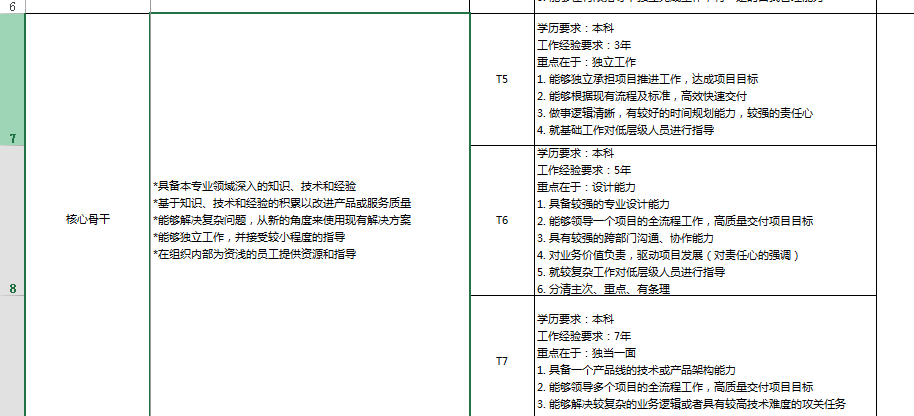 6
7
8
核心骨干
*具备本专业领域深入的知识、技术和经验
*基于知识、技术和经验的积累以改进产品或服务质量
*能够解决复杂问题，从新的角度来使用现有解决方案
*能够独立工作，并接受较小程度的指导
*在组织内部为资浅的员工提供资源和指导
T5
学历要求：本科
工作经验要求：3年
重点在于：独立工作
1. 能够独立承担项目推进工作，达成项目目标
2. 能够根据现有流程及标准，高效快速交付
3. 做事逻辑清晰，有较好的时间规划能力，较强的责任心
4. 就基础工作对低层级人员进行指导
T6
学历要求：本科
工作经验要求：5年
重点在于：设计能力
1. 具备较强的专业设计能力
2. 能够领导一个项目的全流程工作，高质量交付项目目标
3. 具有较强的跨部门沟通、协作能力
4. 对业务价值负责，驱动项目发展（对责任心的强调）
5. 就较复杂工作对低层级人员进行指导
6. 分清主次、重点、有条理
T7
学历要求：本科
工作经验要求：7年
重点在于：独当一面
1. 具备一个产品线的技术或产品架构能力
2. 能够领导多个项目的全流程工作，高质量交付项目目标
3. 能够解决较复杂的业务逻辑或者具有较高技术难度的攻关任务